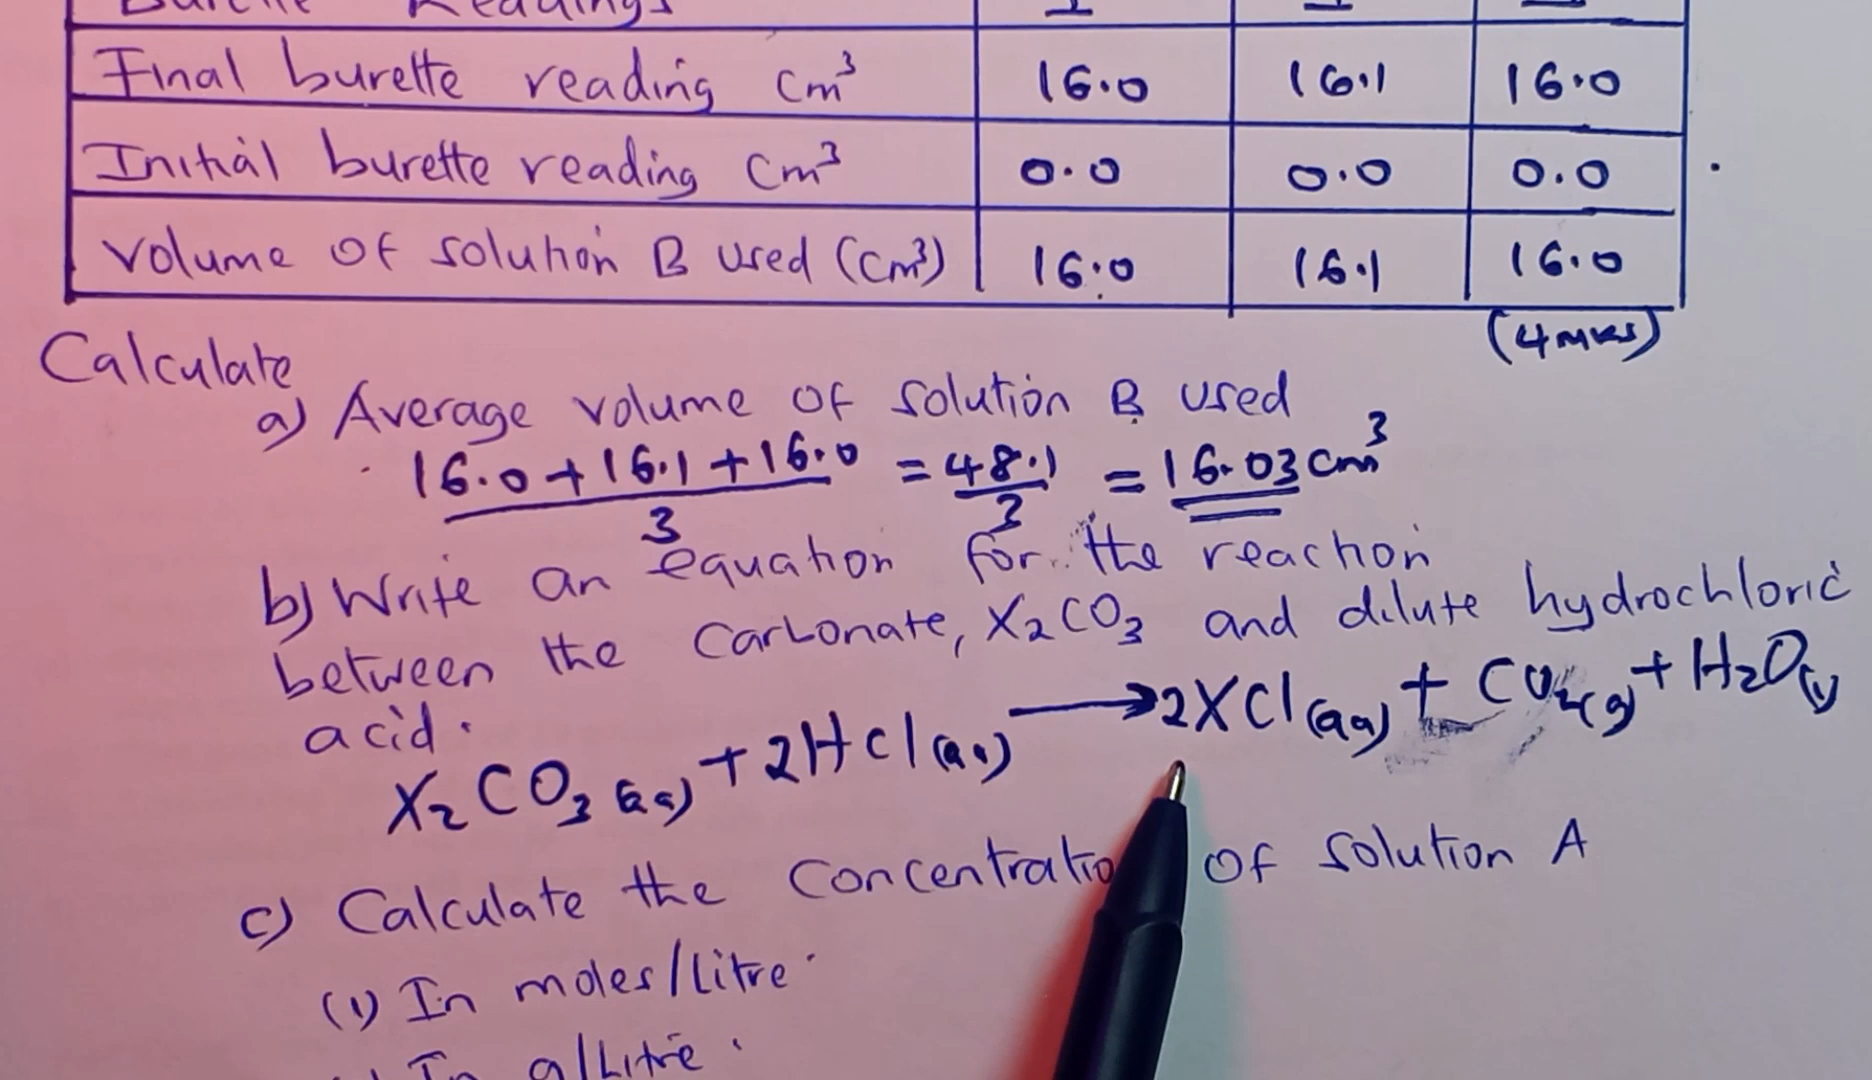 Burette Readings I I
Final burette reading cm³ 16.0 16.1 16.0
Initial burette reading cm³ 0.0 0.0 0.0
Volume of solution B used (cm³) 16.0 16.1 16.0
(4mks)
Calculate
a) Average volume of solution B used
16.0 + 16.1 + 16.0 = 48.1 = 16.03 cm³
3 3
b) Write an equation for the reaction
between the carbonate, X₂CO₃ and dilute hydrochloric
acid.
X₂CO₃(aq) + 2HCl(aq) → 2XCl(aq) + CO₂(g) + H₂O(l)
c) Calculate the concentratio of solution A
(i) In moles/litre.
In g/Litre.